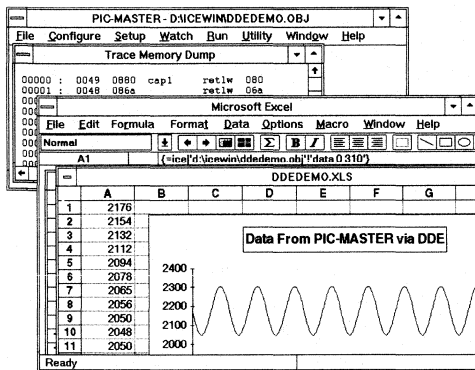 PIC-MASTER - D:\ICEWIN\DDEDEMO.OBJ
File Configure Setup Watch Run Utility Window Help
Trace Memory Dump
00000 : 0049 0880 cap1 retlw 080
00001 : 0048 086a retlw 06a
Microsoft Excel
File Edit Formula Format Data Options Macro Window Help
Normal Σ B I
A1 {=ice|'d:\icewin\ddedemo.obj'!'data 0 310'}
DDEDEMO.XLS
A B C D E F G
1 2176
2 2154
3 2132
4 2112
5 2094
6 2078
7 2065
8 2056
9 2050
10 2048
11 2050
Data From PIC-MASTER via DDE
2400
2300
2200
2100
2000
Ready